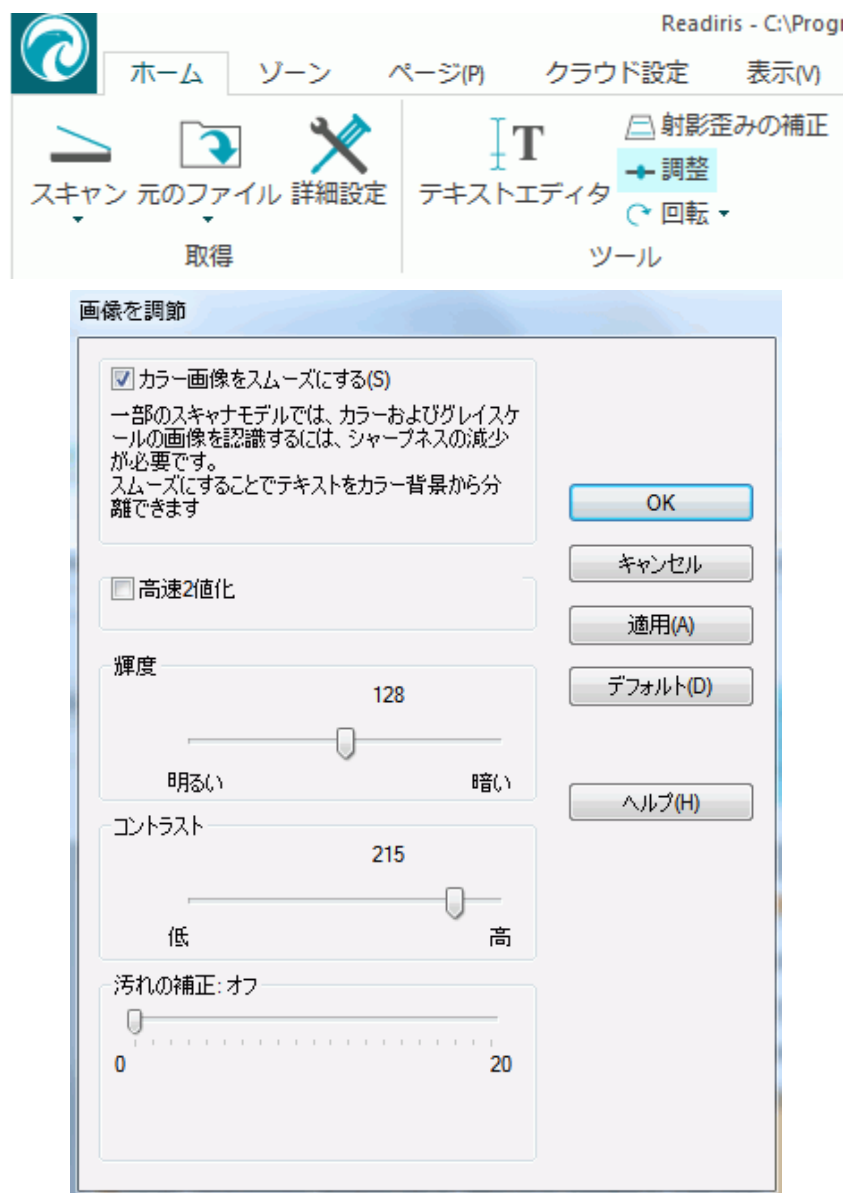 Readiris - C:\Progr
ホーム ゾーン ページ(P) クラウド設定 表示(V)
スキャン 元のファイル 詳細設定 テキストエディタ 射影歪みの補正
調整
回転
取得 ツール
画像を調節
カラー画像をスムーズにする(S)
一部のスキャナモデルでは、カラーおよびグレイスケ
ールの画像を認識するには、シャープネスの減少
が必要です。
スムーズにすることでテキストをカラー背景から分
離できます
OK
キャンセル
高速2値化
適用(A)
輝度
128
デフォルト(D)
明るい 暗い
ヘルプ(H)
コントラスト
215
低 高
汚れの補正: オフ
0 20